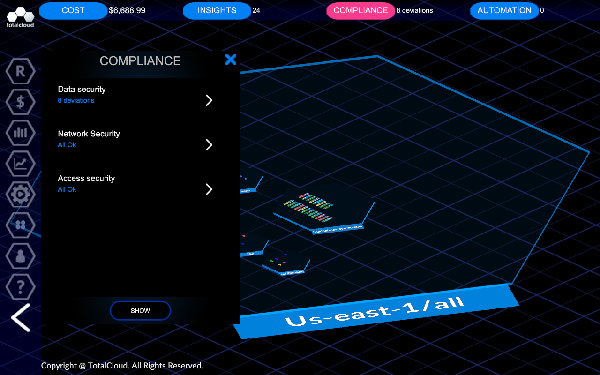 COST $6,686.99 INSIGHTS 24 COMPLIANCE 8 deviations AUTOMATION 0
totalcloud
COMPLIANCE
Data security
8 deviations
Network Security
All OK
Access security
All OK
SHOW
R
$
?
Us-east-1/all
Copyright @ TotalCloud. All Rights Reserved.